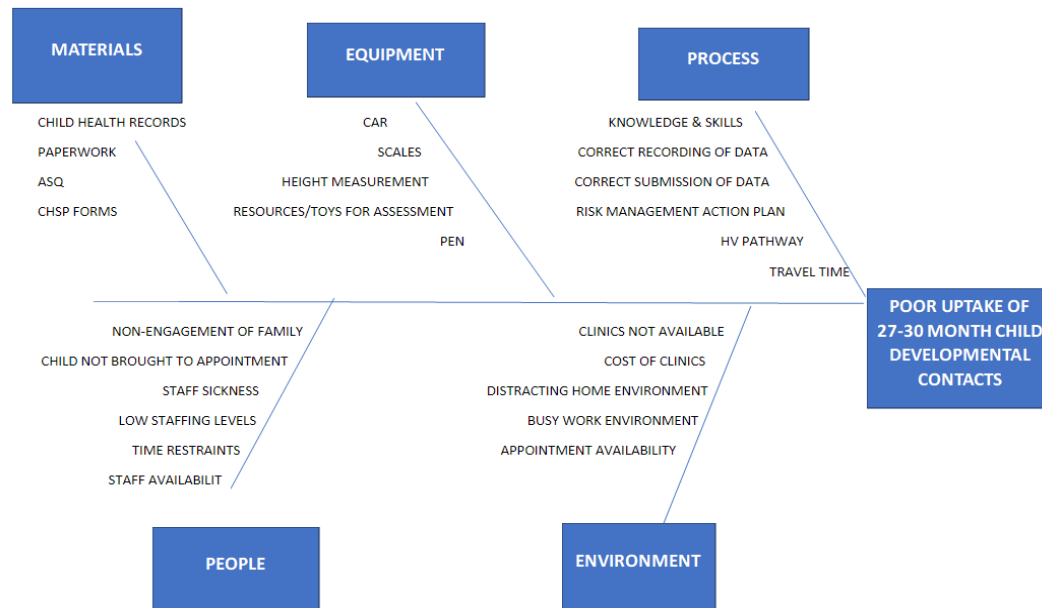 MATERIALS
EQUIPMENT
PROCESS
CHILD HEALTH RECORDS
PAPERWORK
ASQ
CHSP FORMS
CAR
SCALES
HEIGHT MEASUREMENT
RESOURCES/TOYS FOR ASSESSMENT
PEN
KNOWLEDGE & SKILLS
CORRECT RECORDING OF DATA
CORRECT SUBMISSION OF DATA
RISK MANAGEMENT ACTION PLAN
HV PATHWAY
TRAVEL TIME
POOR UPTAKE OF
27-30 MONTH CHILD
DEVELOPMENTAL
CONTACTS
NON-ENGAGEMENT OF FAMILY
CHILD NOT BROUGHT TO APPOINTMENT
STAFF SICKNESS
LOW STAFFING LEVELS
TIME RESTRAINTS
STAFF AVAILABILIT
CLINICS NOT AVAILABLE
COST OF CLINICS
DISTRACTING HOME ENVIRONMENT
BUSY WORK ENVIRONMENT
APPOINTMENT AVAILABILITY
PEOPLE
ENVIRONMENT